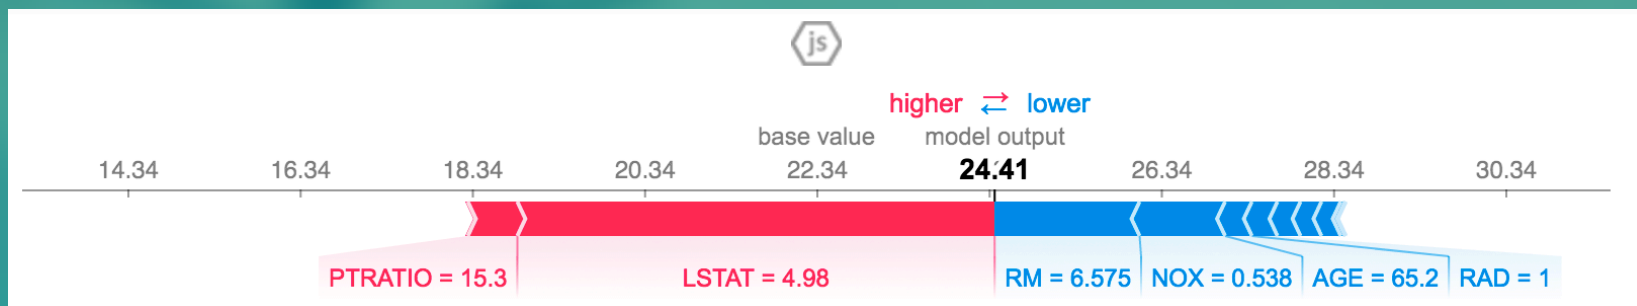 js
higher ⇄ lower
base value model output
14.34 16.34 18.34 20.34 22.34 24.41 26.34 28.34 30.34
PTRATIO = 15.3 LSTAT = 4.98 RM = 6.575 NOX = 0.538 AGE = 65.2 RAD = 1